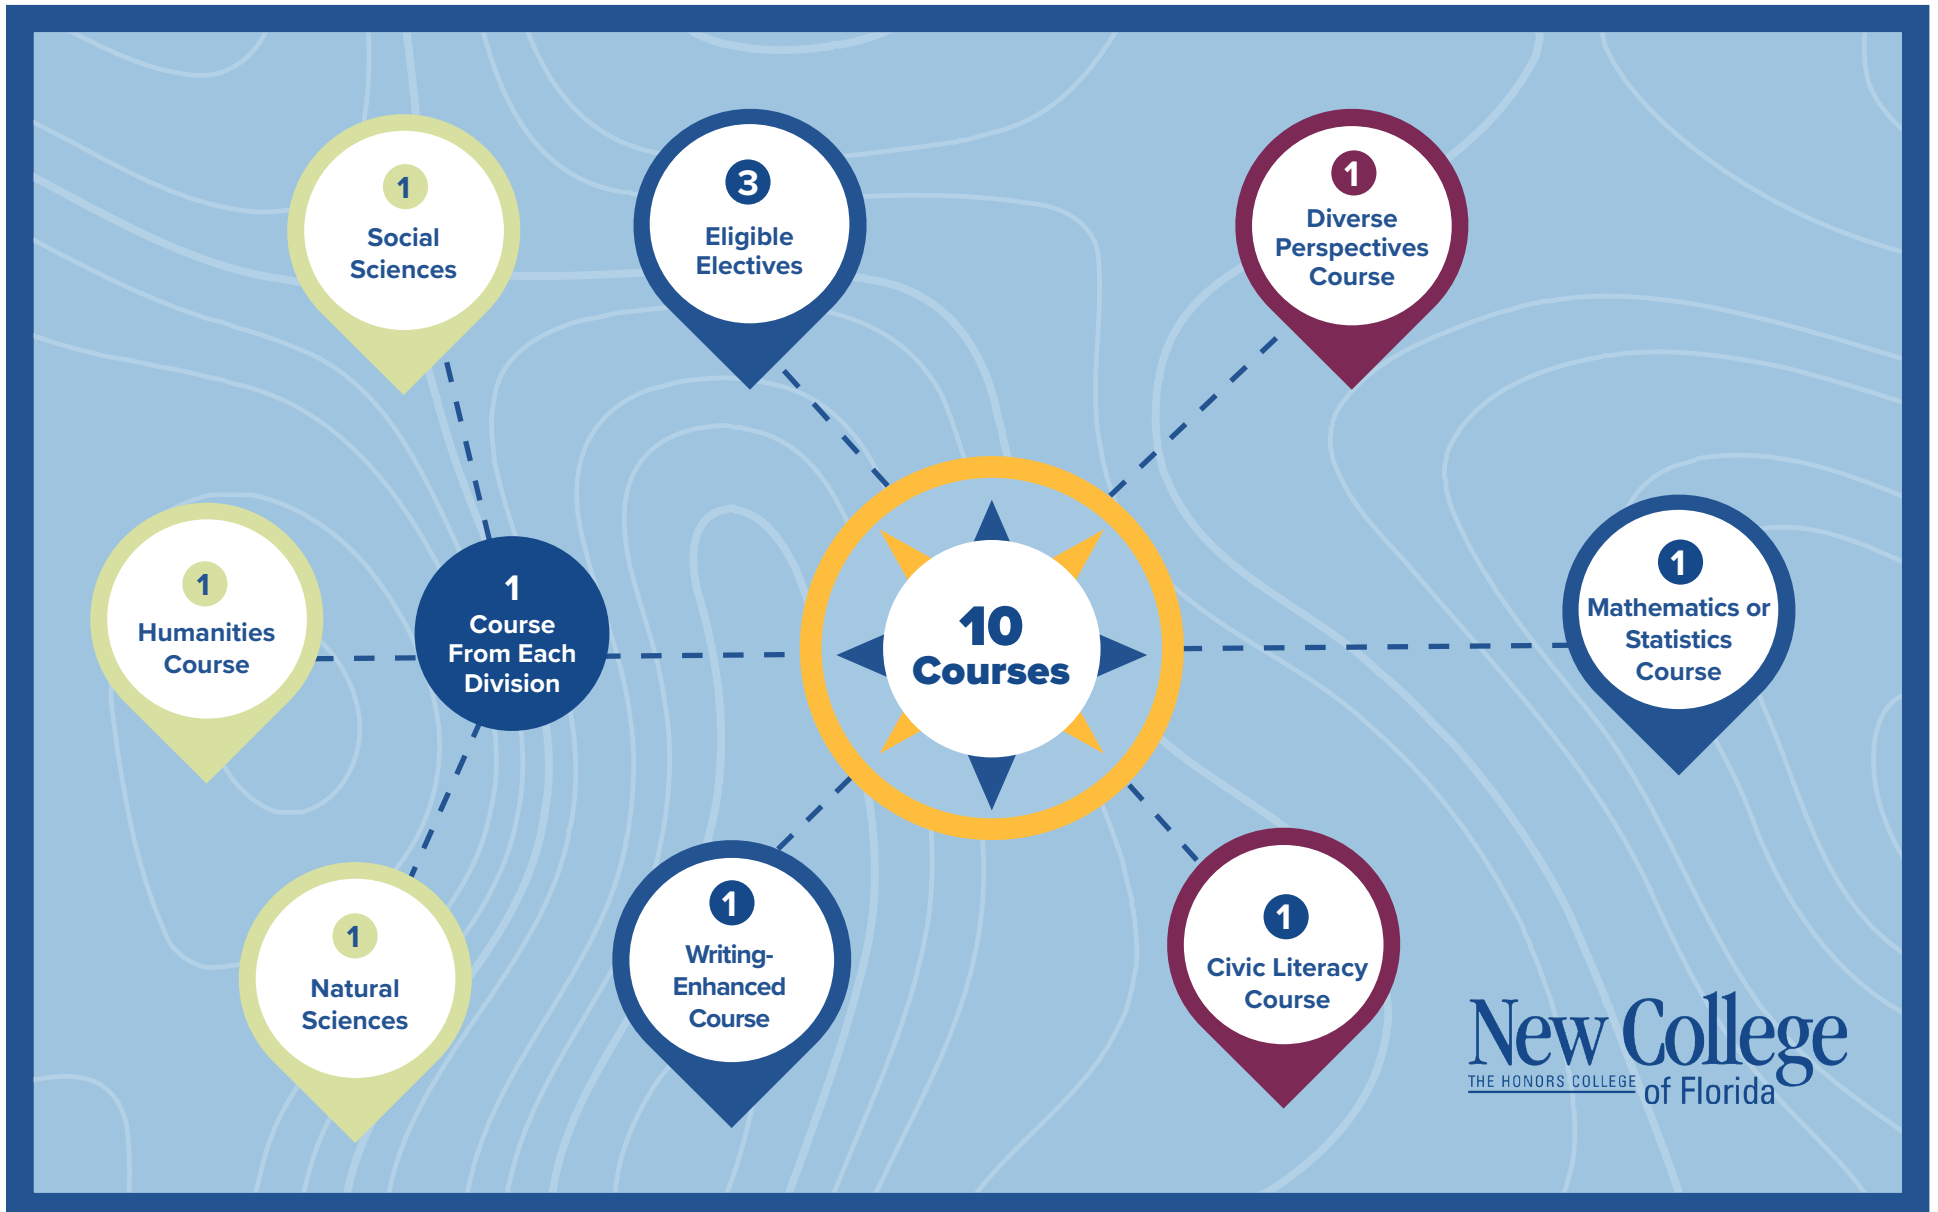 1
Social
Sciences
3
Eligible
Electives
1
Diverse
Perspectives
Course
1
Humanities
Course
1
Course
From Each
Division
10
Courses
1
Mathematics or
Statistics
Course
1
Natural
Sciences
1
Writing-
Enhanced
Course
1
Civic Literacy
Course
New College
THE HONORS COLLEGE
of Florida